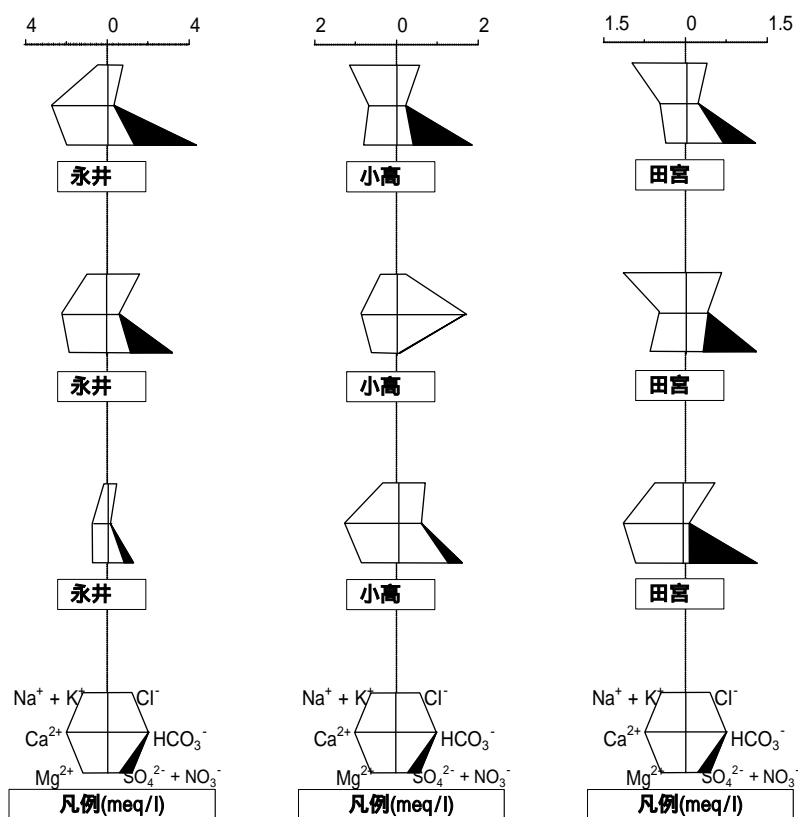 4 0 4 2 0 2 1.5 0 1.5
永井 小高 田宮
永井 小高 田宮
永井 小高 田宮
Na⁺ + K⁺ Cl⁻ Na⁺ + K⁺ Cl⁻ Na⁺ + K⁺ Cl⁻
Ca²⁺ HCO₃⁻ Ca²⁺ HCO₃⁻ Ca²⁺ HCO₃⁻
Mg²⁺ SO₄²⁻ + NO₃⁻ Mg²⁺ SO₄²⁻ + NO₃⁻ Mg²⁺ SO₄²⁻ + NO₃⁻
凡例(meq/l) 凡例(meq/l) 凡例(meq/l)